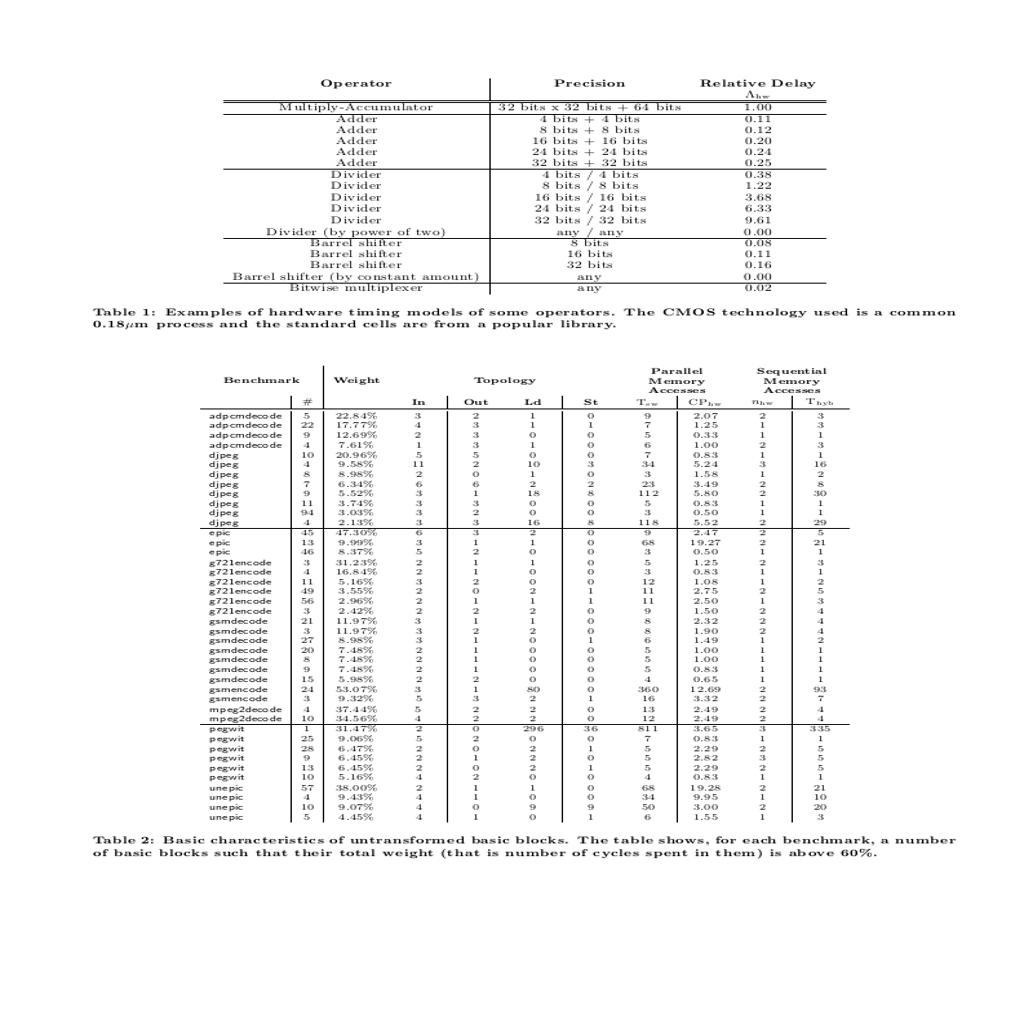 Operator Precision Relative Delay
Λhw
Multiply-Accumulator 32 bits x 32 bits + 64 bits 1.00
Adder 4 bits + 4 bits 0.11
Adder 8 bits + 8 bits 0.12
Adder 16 bits + 16 bits 0.20
Adder 24 bits + 24 bits 0.24
Adder 32 bits + 32 bits 0.25
Divider 4 bits / 4 bits 0.38
Divider 8 bits / 8 bits 1.22
Divider 16 bits / 16 bits 3.68
Divider 24 bits / 24 bits 6.33
Divider 32 bits / 32 bits 9.61
Divider (by power of two) any / any 0.00
Barrel shifter 8 bits 0.08
Barrel shifter 16 bits 0.11
Barrel shifter 32 bits 0.16
Barrel shifter (by constant amount) any 0.00
Bitwise multiplexer any 0.02
Table 1: Examples of hardware timing models of some operators. The CMOS technology used is a common
0.18μm process and the standard cells are from a popular library.
Benchmark Weight Topology Parallel Memory Accesses Sequential Memory Accesses
# In Out Ld St Tsw CPhw nhw Thyb
adpcmdecode 5 22.84% 3 2 1 0 9 2.07 2 3
adpcmdecode 22 17.77% 4 3 1 1 7 1.25 1 3
adpcmdecode 9 12.69% 2 3 0 0 5 0.33 1 1
adpcmdecode 4 7.61% 1 3 1 0 6 1.00 2 3
djpeg 10 20.96% 5 5 0 0 7 0.83 1 1
djpeg 4 9.58% 11 2 10 3 34 5.24 3 16
djpeg 8 8.98% 2 0 1 0 3 1.58 1 2
djpeg 7 6.34% 6 6 2 2 23 3.49 2 8
djpeg 9 5.52% 3 1 18 8 112 5.80 2 30
djpeg 11 3.74% 3 3 0 0 5 0.83 1 1
djpeg 94 3.03% 3 2 0 0 3 0.50 1 1
djpeg 4 2.13% 3 3 16 8 118 5.52 2 29
epic 45 47.30% 6 3 2 0 9 2.47 2 5
epic 13 9.99% 3 1 1 0 68 19.27 2 21
epic 46 8.37% 5 2 0 0 3 0.50 1 1
g721encode 3 31.23% 2 1 1 0 5 1.25 2 3
g721encode 4 16.84% 2 1 0 0 3 0.83 1 1
g721encode 11 5.16% 3 2 0 0 12 1.08 1 2
g721encode 49 3.55% 2 0 2 1 11 2.75 2 5
g721encode 56 2.96% 2 1 1 1 11 2.50 1 3
g721encode 3 2.42% 2 2 2 0 9 1.50 2 4
gsmdecode 21 11.97% 3 1 1 0 8 2.32 2 4
gsmdecode 3 11.97% 3 2 2 0 8 1.90 2 4
gsmdecode 27 8.98% 3 1 0 1 6 1.49 1 2
gsmdecode 20 7.48% 2 1 0 0 5 1.00 1 1
gsmdecode 8 7.48% 2 1 0 0 5 1.00 1 1
gsmdecode 9 7.48% 2 1 0 0 5 0.83 1 1
gsmdecode 15 5.98% 2 2 0 0 4 0.65 1 1
gsmencode 24 53.07% 3 1 80 0 360 12.69 2 93
gsmencode 3 9.32% 5 3 2 1 16 3.32 2 7
mpeg2decode 4 37.44% 5 2 2 0 13 2.49 2 4
mpeg2decode 10 34.56% 4 2 2 0 12 2.49 2 4
pegwit 1 31.47% 2 0 296 36 811 3.65 3 335
pegwit 25 9.06% 5 2 0 0 7 0.83 1 1
pegwit 28 6.47% 2 0 2 1 5 2.29 2 5
pegwit 9 6.45% 2 1 2 0 5 2.82 3 5
pegwit 13 6.45% 2 0 2 1 5 2.29 2 5
pegwit 10 5.16% 4 2 0 0 4 0.83 1 1
unepic 57 38.00% 2 1 1 0 68 19.28 2 21
unepic 4 9.43% 4 1 0 0 34 9.95 1 10
unepic 10 9.07% 4 0 9 9 50 3.00 2 20
unepic 5 4.45% 4 1 0 1 6 1.55 1 3
Table 2: Basic characteristics of untransformed basic blocks. The table shows, for each benchmark, a number
of basic blocks such that their total weight (that is number of cycles spent in them) is above 60%.